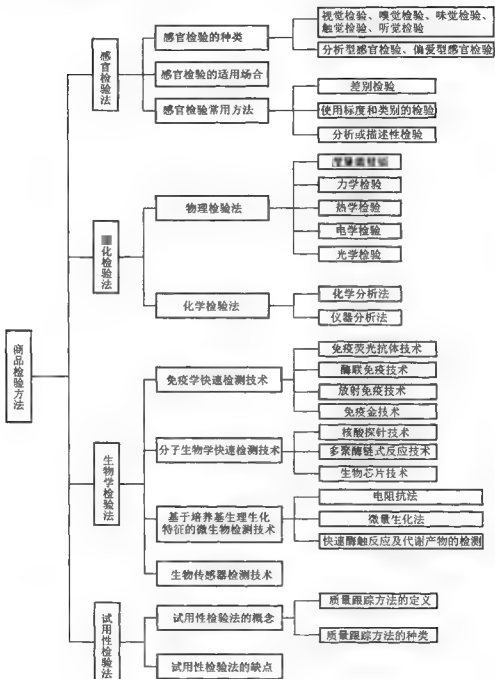 商品检验方法
感官检验法
感官检验的种类
视觉检验、嗅觉检验、味觉检验、
触觉检验、听觉检验
分析型感官检验、偏爱型感官检验
感官检验的适用场合
感官检验常用方法
差别检验
使用标度和类别的检验
分析或描述性检验
化检验法
物理检验法
力学检验
热学检验
电学检验
光学检验
化学检验法
化学分析法
仪器分析法
生物学检验法
免疫学快速检测技术
免疫荧光抗体技术
酶联免疫技术
放射免疫技术
免疫金技术
分子生物学快速检测技术
核酸探针技术
多聚酶链式反应技术
生物芯片技术
基于培养基生理生化
特征的微生物检测技术
电阻抗法
微量生化法
快速酶触反应及代谢产物的检测
生物传感器检测技术
试用性检验法
试用性检验法的概念
质量跟踪方法的定义
质量跟踪方法的种类
试用性检验法的缺点